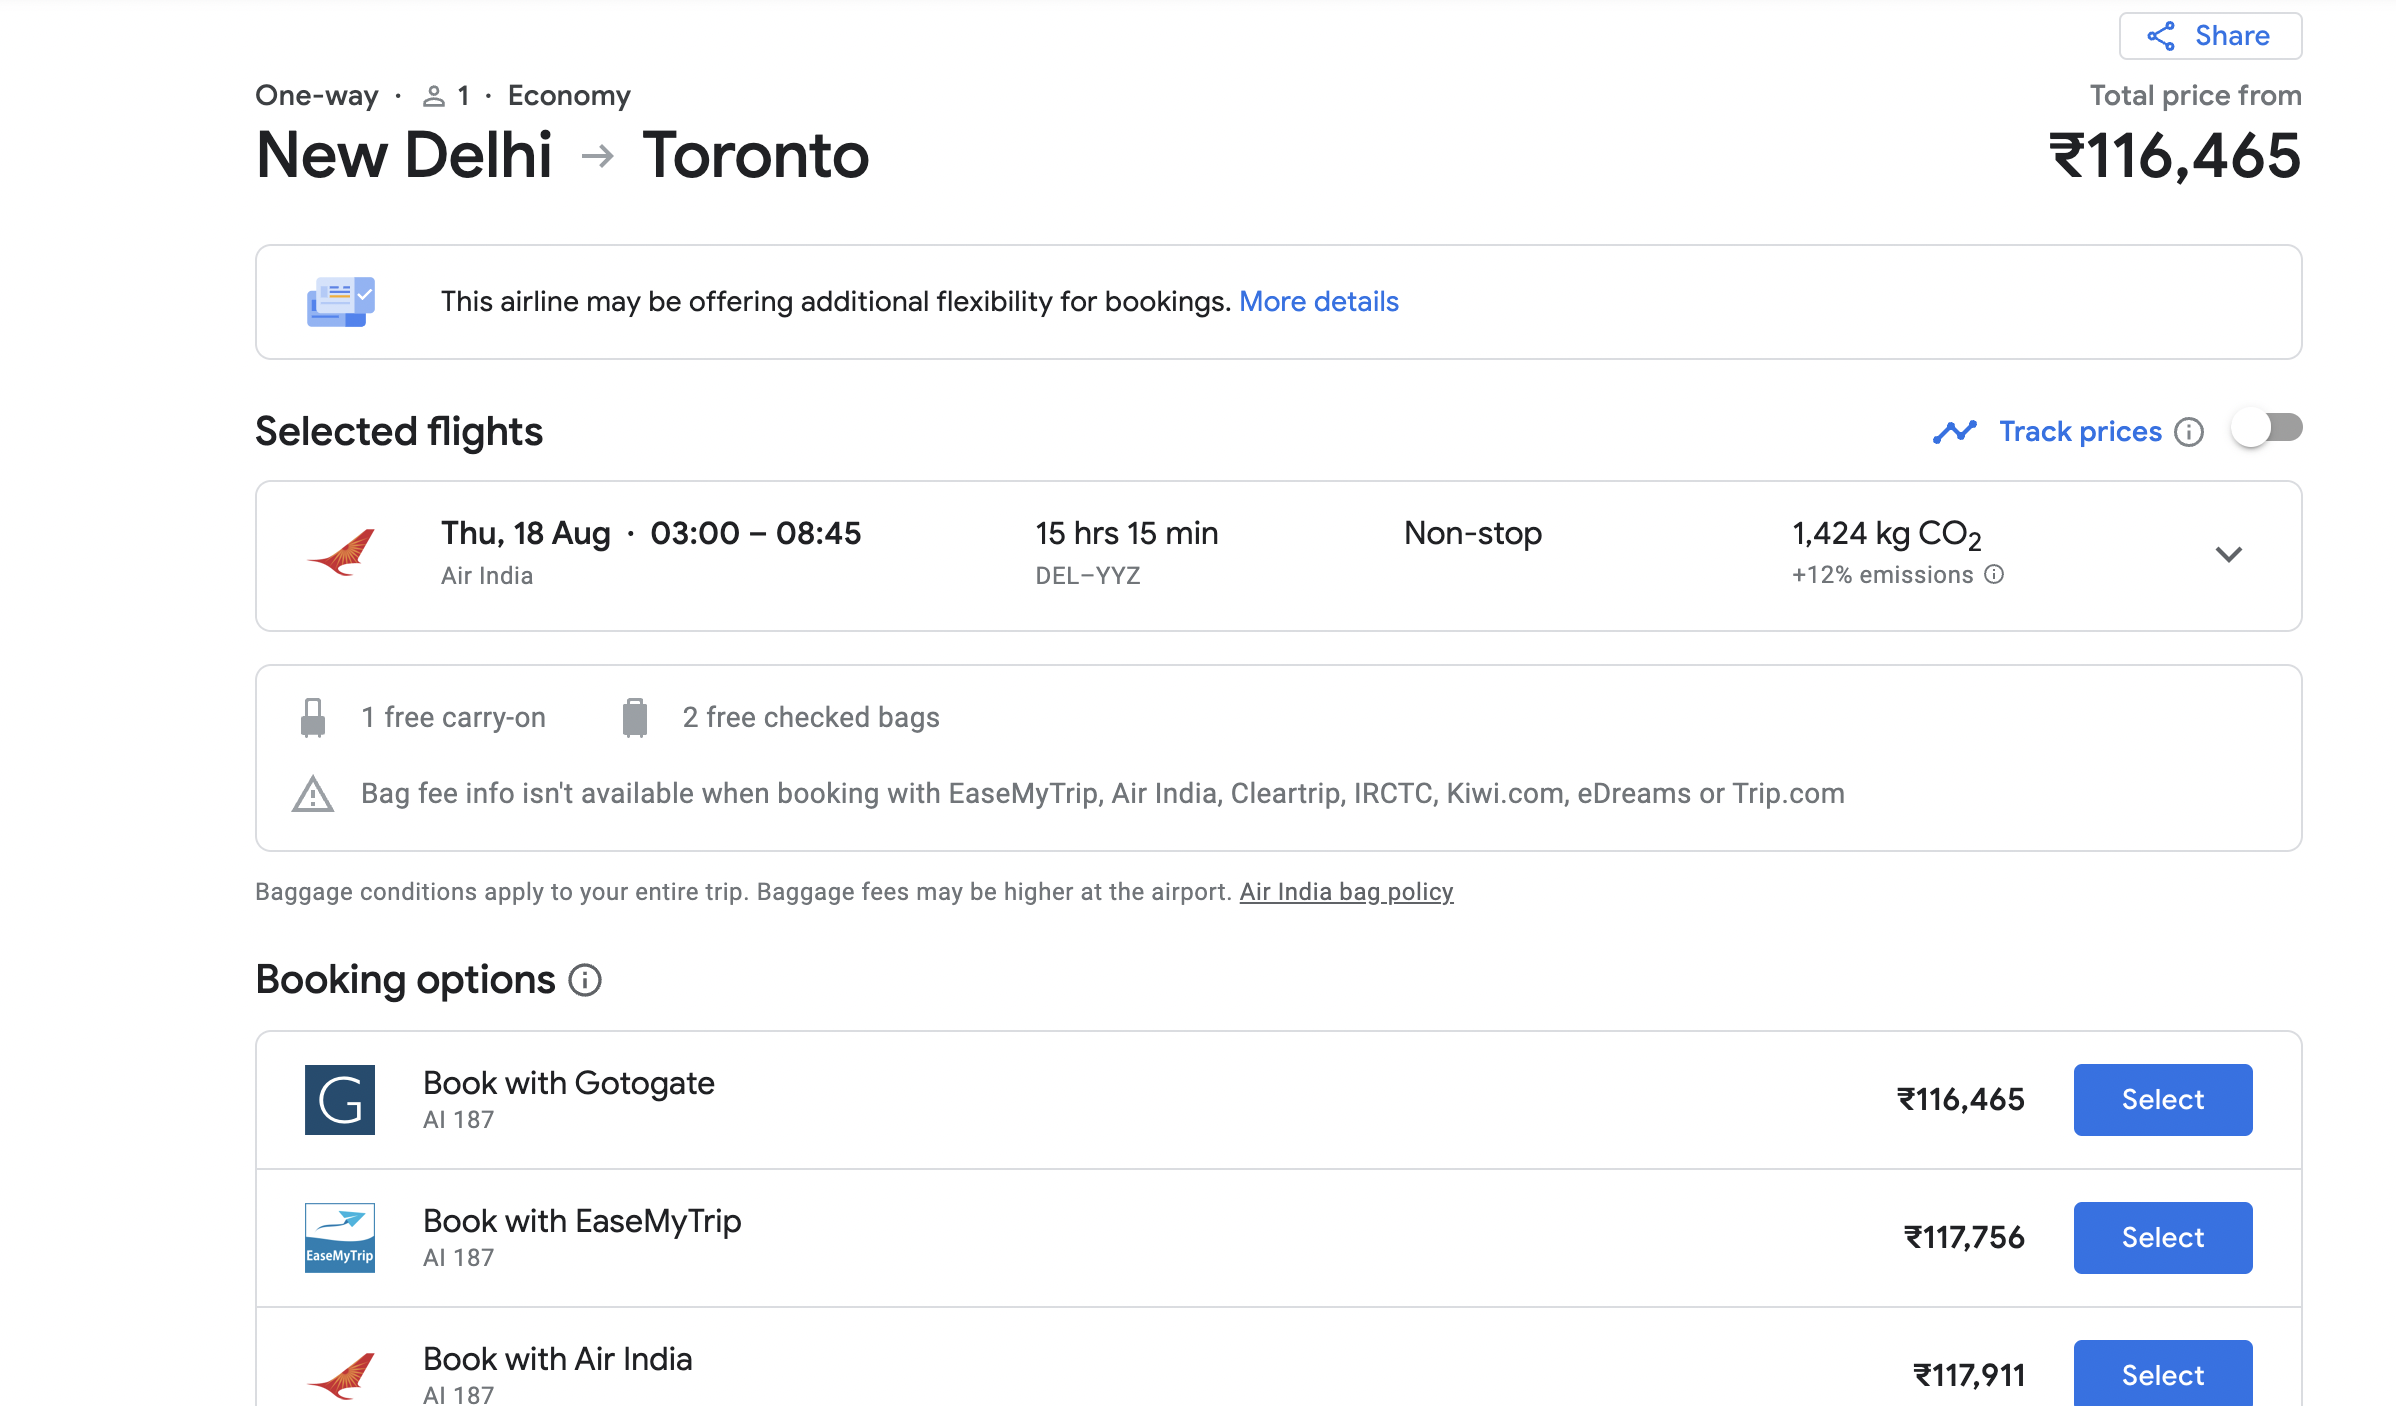 Share
One-way · 1 · Economy
Total price from
New Delhi → Toronto
₹116,465
This airline may be offering additional flexibility for bookings. More details
Selected flights
Track prices
Thu, 18 Aug · 03:00 – 08:45
15 hrs 15 min
Non-stop
1,424 kg CO₂
Air India
DEL–YYZ
+12% emissions
1 free carry-on
2 free checked bags
Bag fee info isn't available when booking with EaseMyTrip, Air India, Cleartrip, IRCTC, Kiwi.com, eDreams or Trip.com
Baggage conditions apply to your entire trip. Baggage fees may be higher at the airport. Air India bag policy
Booking options
G
Book with Gotogate
AI 187
₹116,465
Select
EaseMyTrip
Book with EaseMyTrip
AI 187
₹117,756
Select
Book with Air India
AI 187
₹117,911
Select